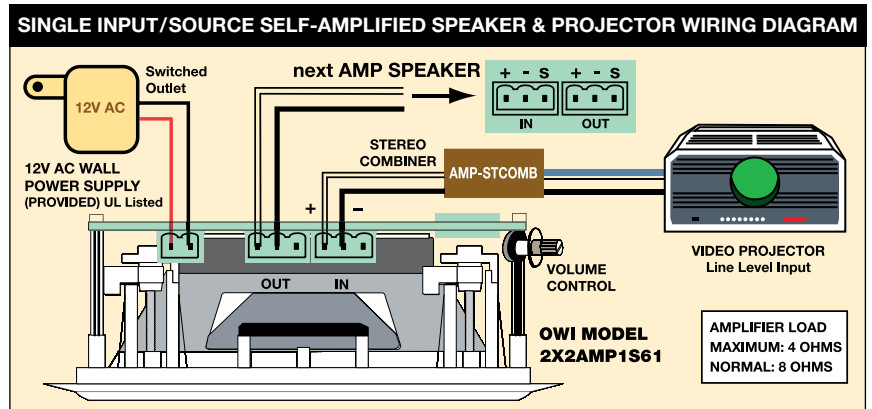 SINGLE INPUT/SOURCE SELF-AMPLIFIED SPEAKER & PROJECTOR WIRING DIAGRAM
Switched
Outlet
12V AC
12V AC WALL
POWER SUPPLY
(PROVIDED) UL Listed
next AMP SPEAKER
+ - S + - S
IN OUT
STEREO
COMBINER
AMP-STCOMB
+ –
OUT IN
VOLUME
CONTROL
VIDEO PROJECTOR
Line Level Input
OWI MODEL
2X2AMP1S61
AMPLIFIER LOAD
MAXIMUM: 4 OHMS
NORMAL: 8 OHMS